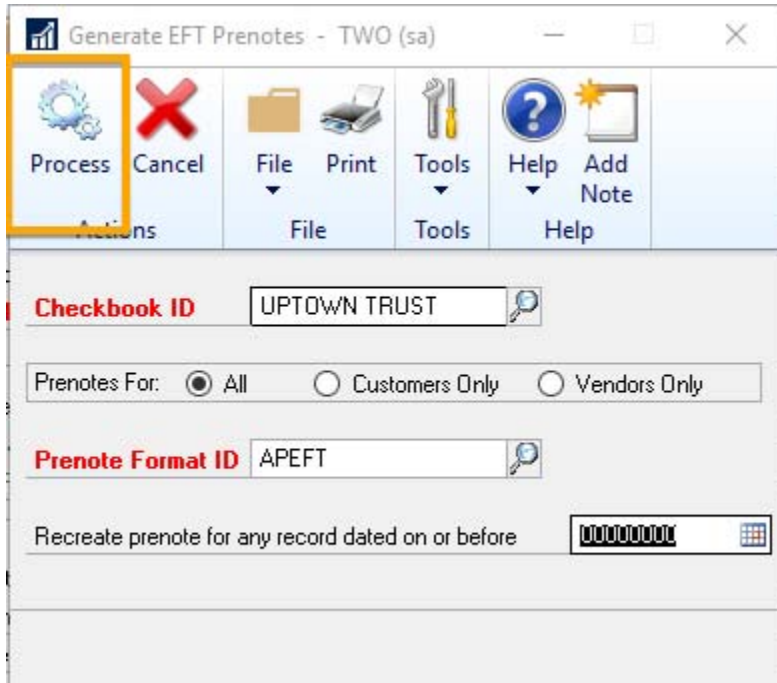 Generate EFT Prenotes - TWO (sa)
Process Cancel File Print Tools Help Add Note
Actions File Tools Help
Checkbook ID UPTOWN TRUST
Prenotes For: All Customers Only Vendors Only
Prenote Format ID APEFT
Recreate prenote for any record dated on or before